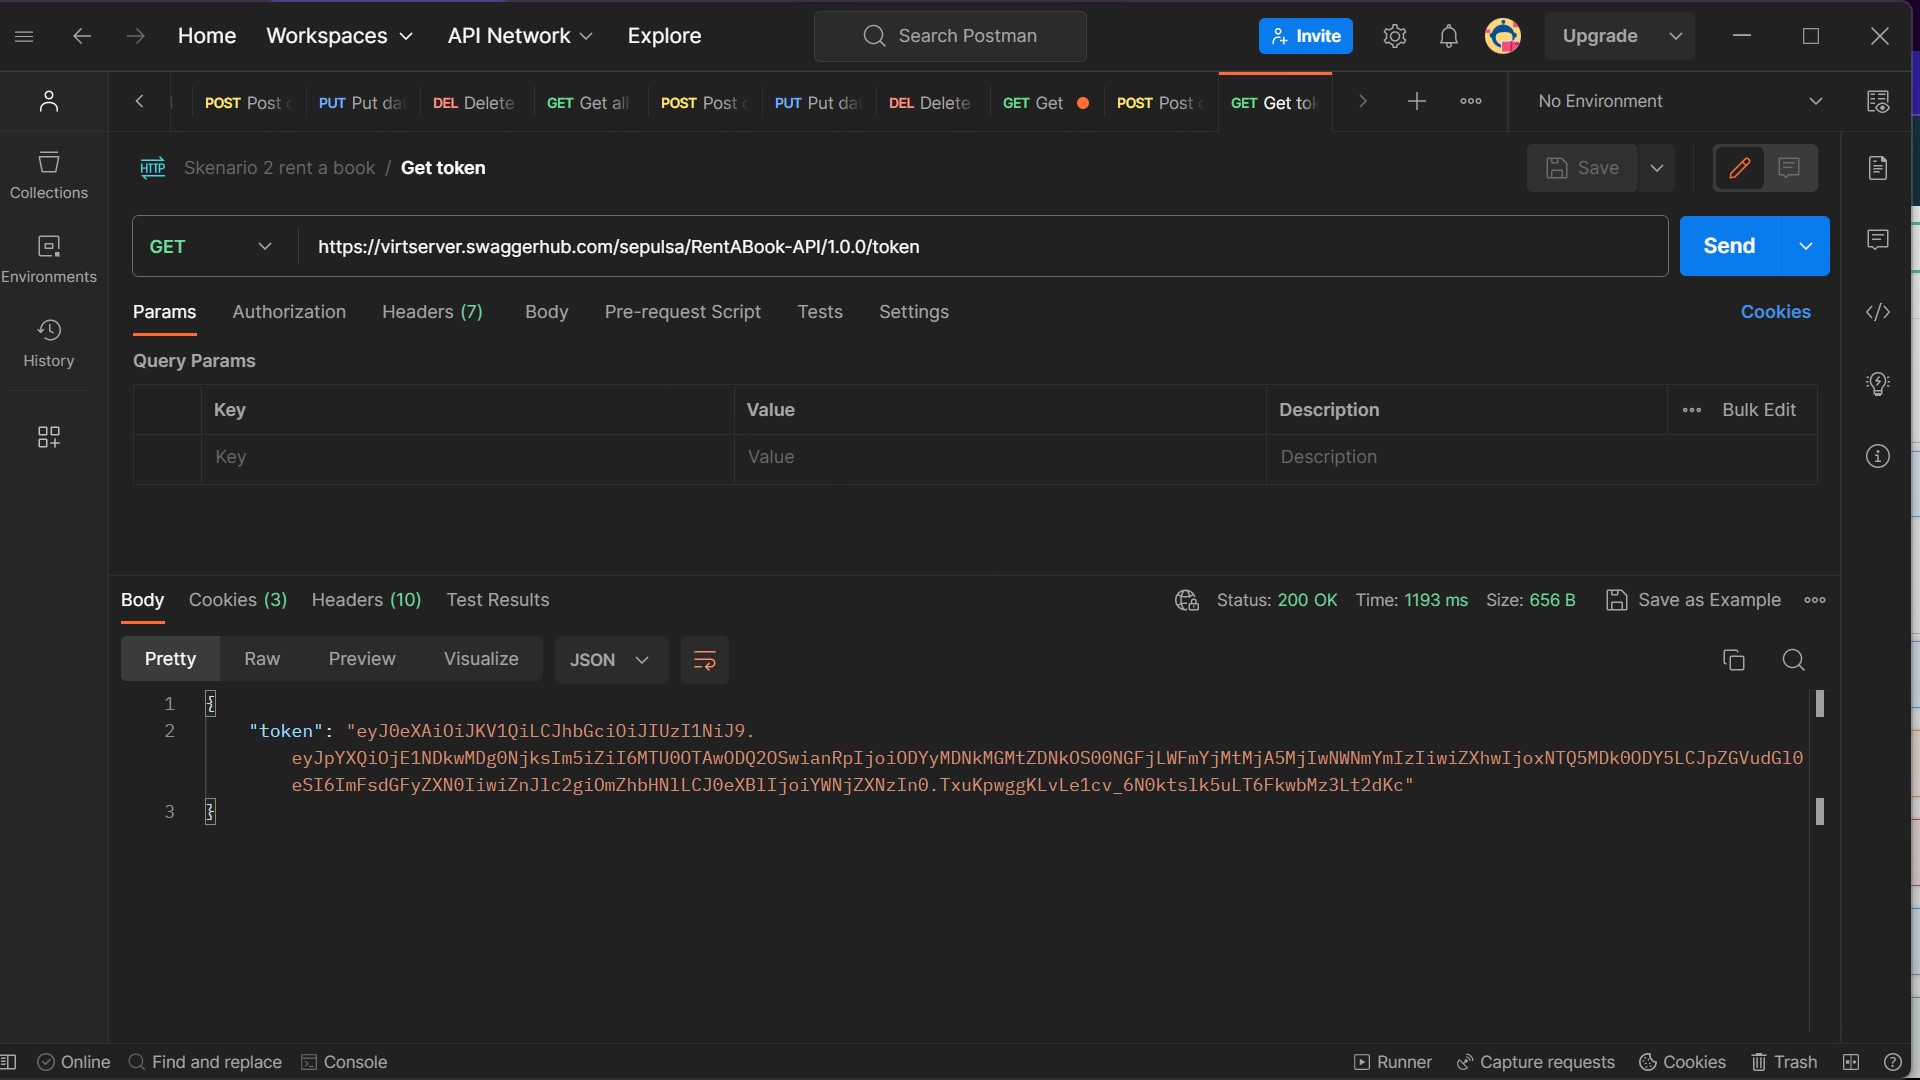 Home Workspaces API Network Explore Search Postman Invite Upgrade
POST Post PUT Put da DEL Delete GET Get all POST Post PUT Put da DEL Delete GET Get POST Post GET Get tok No Environment
HTTP Skenario 2 rent a book / Get token Save
Collections
GET https://virtserver.swaggerhub.com/sepulsa/RentABook-API/1.0.0/token Send
Environments
Params Authorization Headers (7) Body Pre-request Script Tests Settings Cookies
History
Query Params
Key Value Description Bulk Edit
Key Value Description
Body Cookies (3) Headers (10) Test Results Status: 200 OK Time: 1193 ms Size: 656 B Save as Example
Pretty Raw Preview Visualize JSON
1 {
2 "token": "eyJ0eXAiOiJKV1QiLCJhbGciOiJIUzI1NiJ9.
eyJpYXQiOjE1NDkwMDg0NjksIm5iZiI6MTU0OTAwODQ2OSwianRpIjoiODYyMDNkMGMtZDNkOS00NGFjLWFmYjMtMjA5MjIwNWNmYmIzIiwiZXhwIjoxNTQ5MDk0ODY5LCJpZGVudGl0
eSI6ImFsdGFyZXN0IiwiZnJlc2giOmZhbHNlLCJ0eXBlIjoiYWNjZXNzIn0.TxuKpwggKLvLe1cv_6N0ktslk5uLT6FkwbMz3Lt2dKc"
3 }
Online Find and replace Console Runner Capture requests Cookies Trash